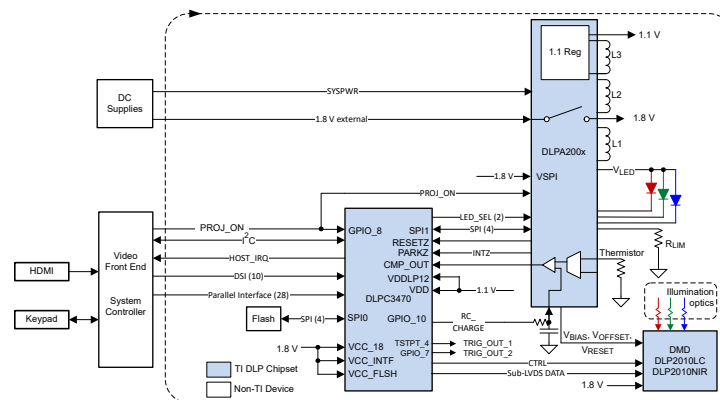 1.1 V
1.1 Reg
L3
DC
Supplies
SYSPWR
L2
1.8 V external
1.8 V
DLPA200x
L1
1.8 V
VSPI
VLED
PROJ_ON
PROJ_ON
GPIO_8
SPI1
LED_SEL (2)
I2C
SPI (4)
RESETZ
RLIM
Video
Front End
HOST_IRQ
PARKZ
INTZ
CMP_OUT
Thermistor
HDMI
System
Controller
DSI (10)
VDDLP12
VDD
1.1 V
Illumination
optics
Parallel Interface (28)
DLPC3470
Keypad
Flash
SPI (4)
SPI0
GPIO_10
RC_
CHARGE
VBIAS, VOFFSET,
VRESET
1.8 V
VCC_18
TSTPT_4
TRIG_OUT_1
VCC_INTF
GPIO_7
TRIG_OUT_2
DMD
DLP2010LC
DLP2010NIR
TI DLP Chipset
VCC_FLSH
CTRL
Sub-LVDS DATA
Non-TI Device
1.8 V